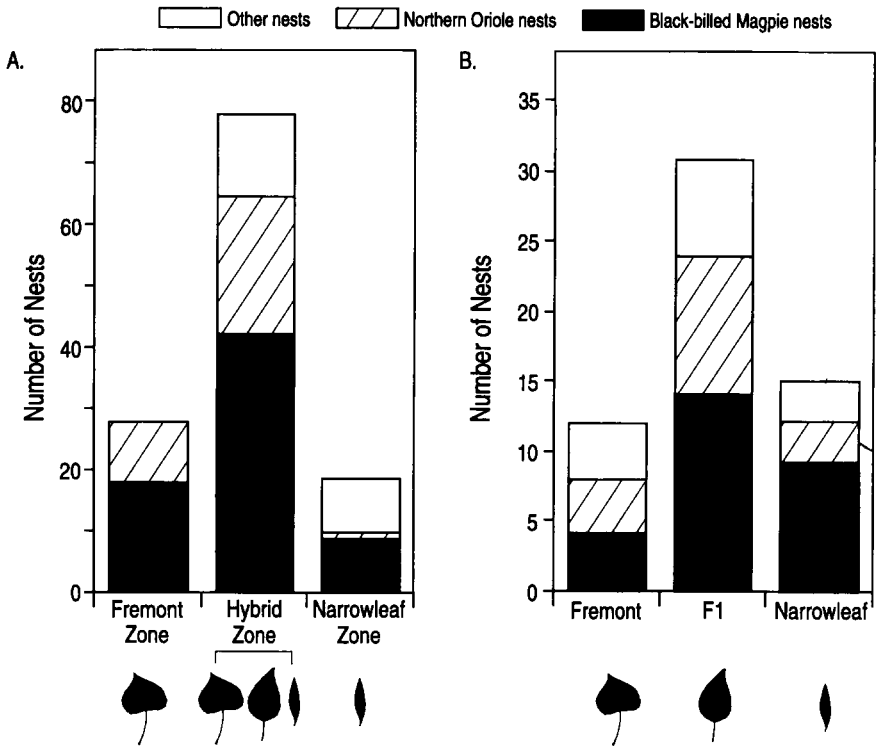 Other nests Northern Oriole nests Black-billed Magpie nests
A.
Number of Nests
80
60
40
20
0
Fremont Zone
Hybrid Zone
Narrowleaf Zone
B.
Number of Nests
35
30
25
20
15
10
5
0
Fremont
F1
Narrowleaf